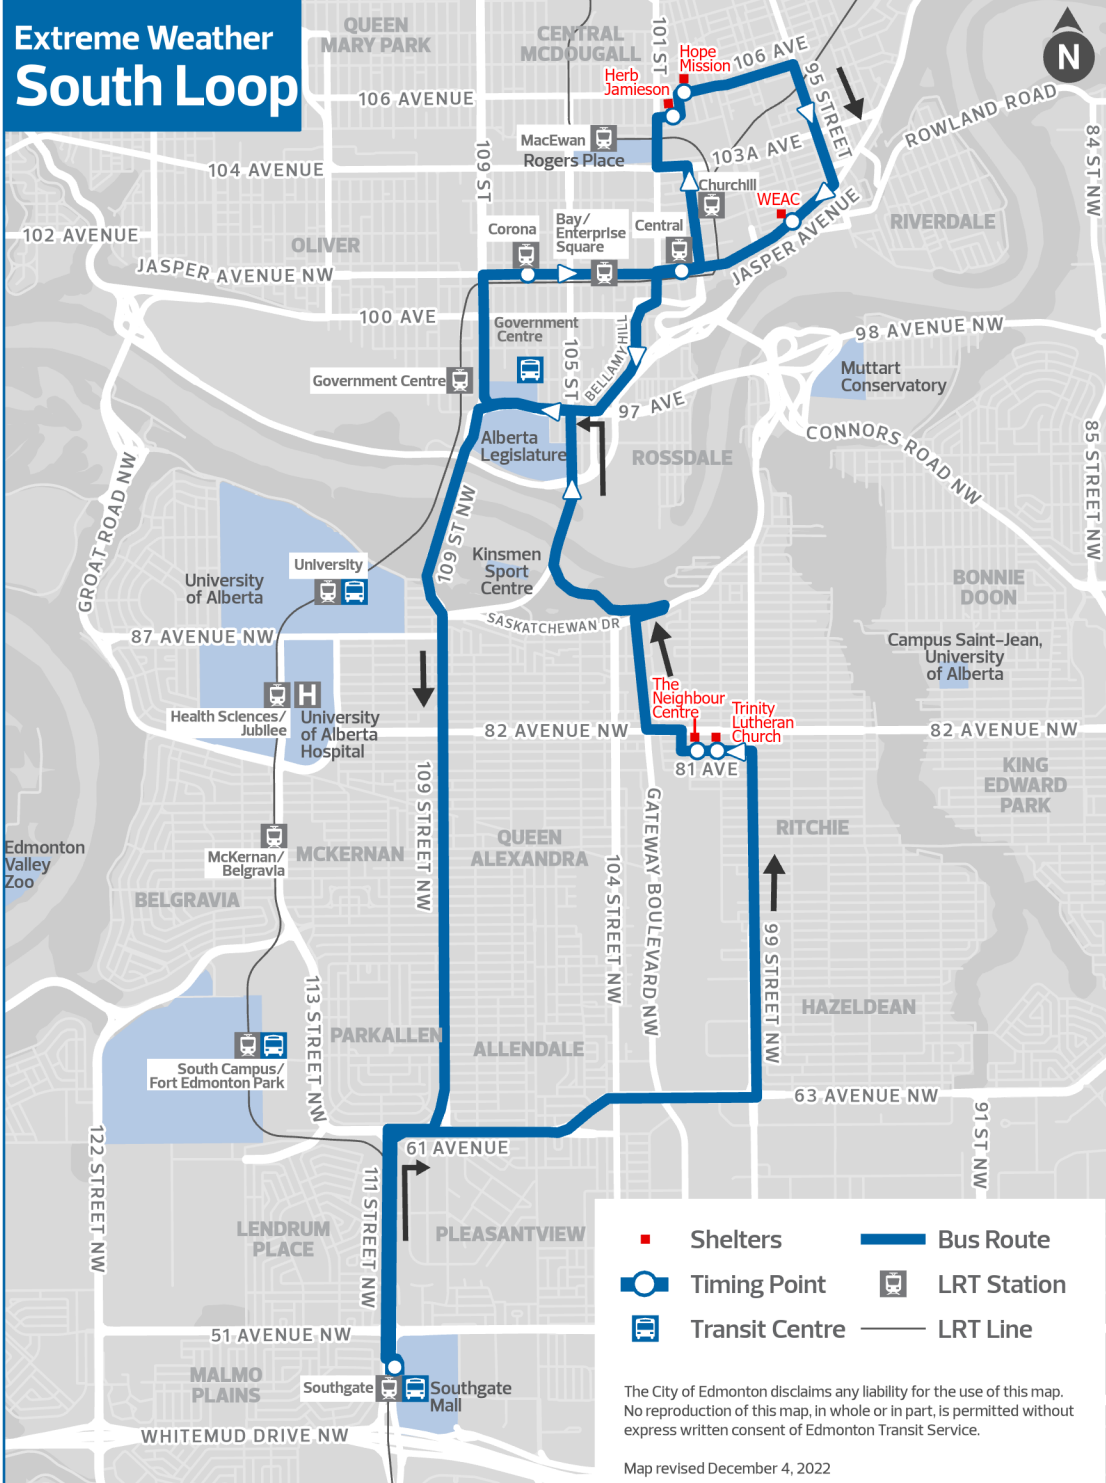 Extreme Weather
South Loop
QUEEN
MARY PARK
CENTRAL
MCDOUGALL
101 ST
Hope
Mission
106 AVE
Herb
Jamieson
95 STREET
106 AVENUE
ROWLAND ROAD
N
84 ST NW
MacEwan
Rogers Place
103A AVE
104 AVENUE
109 ST
Churchill
WEAC
JASPER AVENUE
RIVERDALE
102 AVENUE
OLIVER
Corona
Bay/
Enterprise
Square
Central
JASPER AVENUE NW
100 AVE
Government
Centre
105 ST
BELLAMY HILL
98 AVENUE NW
Muttart
Conservatory
Government Centre
97 AVE
Alberta
Legislature
ROSSDALE
CONNORS ROAD NW
85 STREET NW
GROAT ROAD NW
109 ST NW
Kinsmen
Sport
Centre
University
University
of Alberta
BONNIE
DOON
SASKATCHEWAN DR
87 AVENUE NW
Campus Saint-Jean,
University
of Alberta
H
Health Sciences/
Jubilee
University
of Alberta
Hospital
The
Neighbour
Centre
Trinity
Lutheran
Church
82 AVENUE NW
82 AVENUE NW
81 AVE
KING
EDWARD
PARK
109 STREET NW
GATEWAY BOULEVARD NW
RITCHIE
QUEEN
ALEXANDRA
104 STREET NW
Edmonton
Valley
Zoo
McKernan/
Belgravia
MCKERNAN
BELGRAVIA
99 STREET NW
113 STREET NW
HAZELDEAN
PARKALLEN
ALLENDALE
South Campus/
Fort Edmonton Park
63 AVENUE NW
91 ST NW
122 STREET NW
61 AVENUE
111 STREET NW
LENDRUM
PLACE
PLEASANTVIEW
51 AVENUE NW
MALMO
PLAINS
Southgate
Southgate
Mall
WHITEMUD DRIVE NW
Shelters
Bus Route
Timing Point
LRT Station
Transit Centre
LRT Line
The City of Edmonton disclaims any liability for the use of this map.
No reproduction of this map, in whole or in part, is permitted without
express written consent of Edmonton Transit Service.
Map revised December 4, 2022